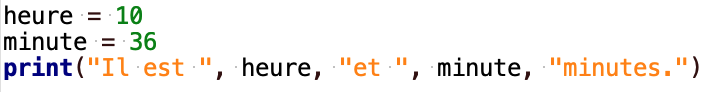 heure = 10
minute = 36
print("Il est ", heure, "et ", minute, "minutes.")